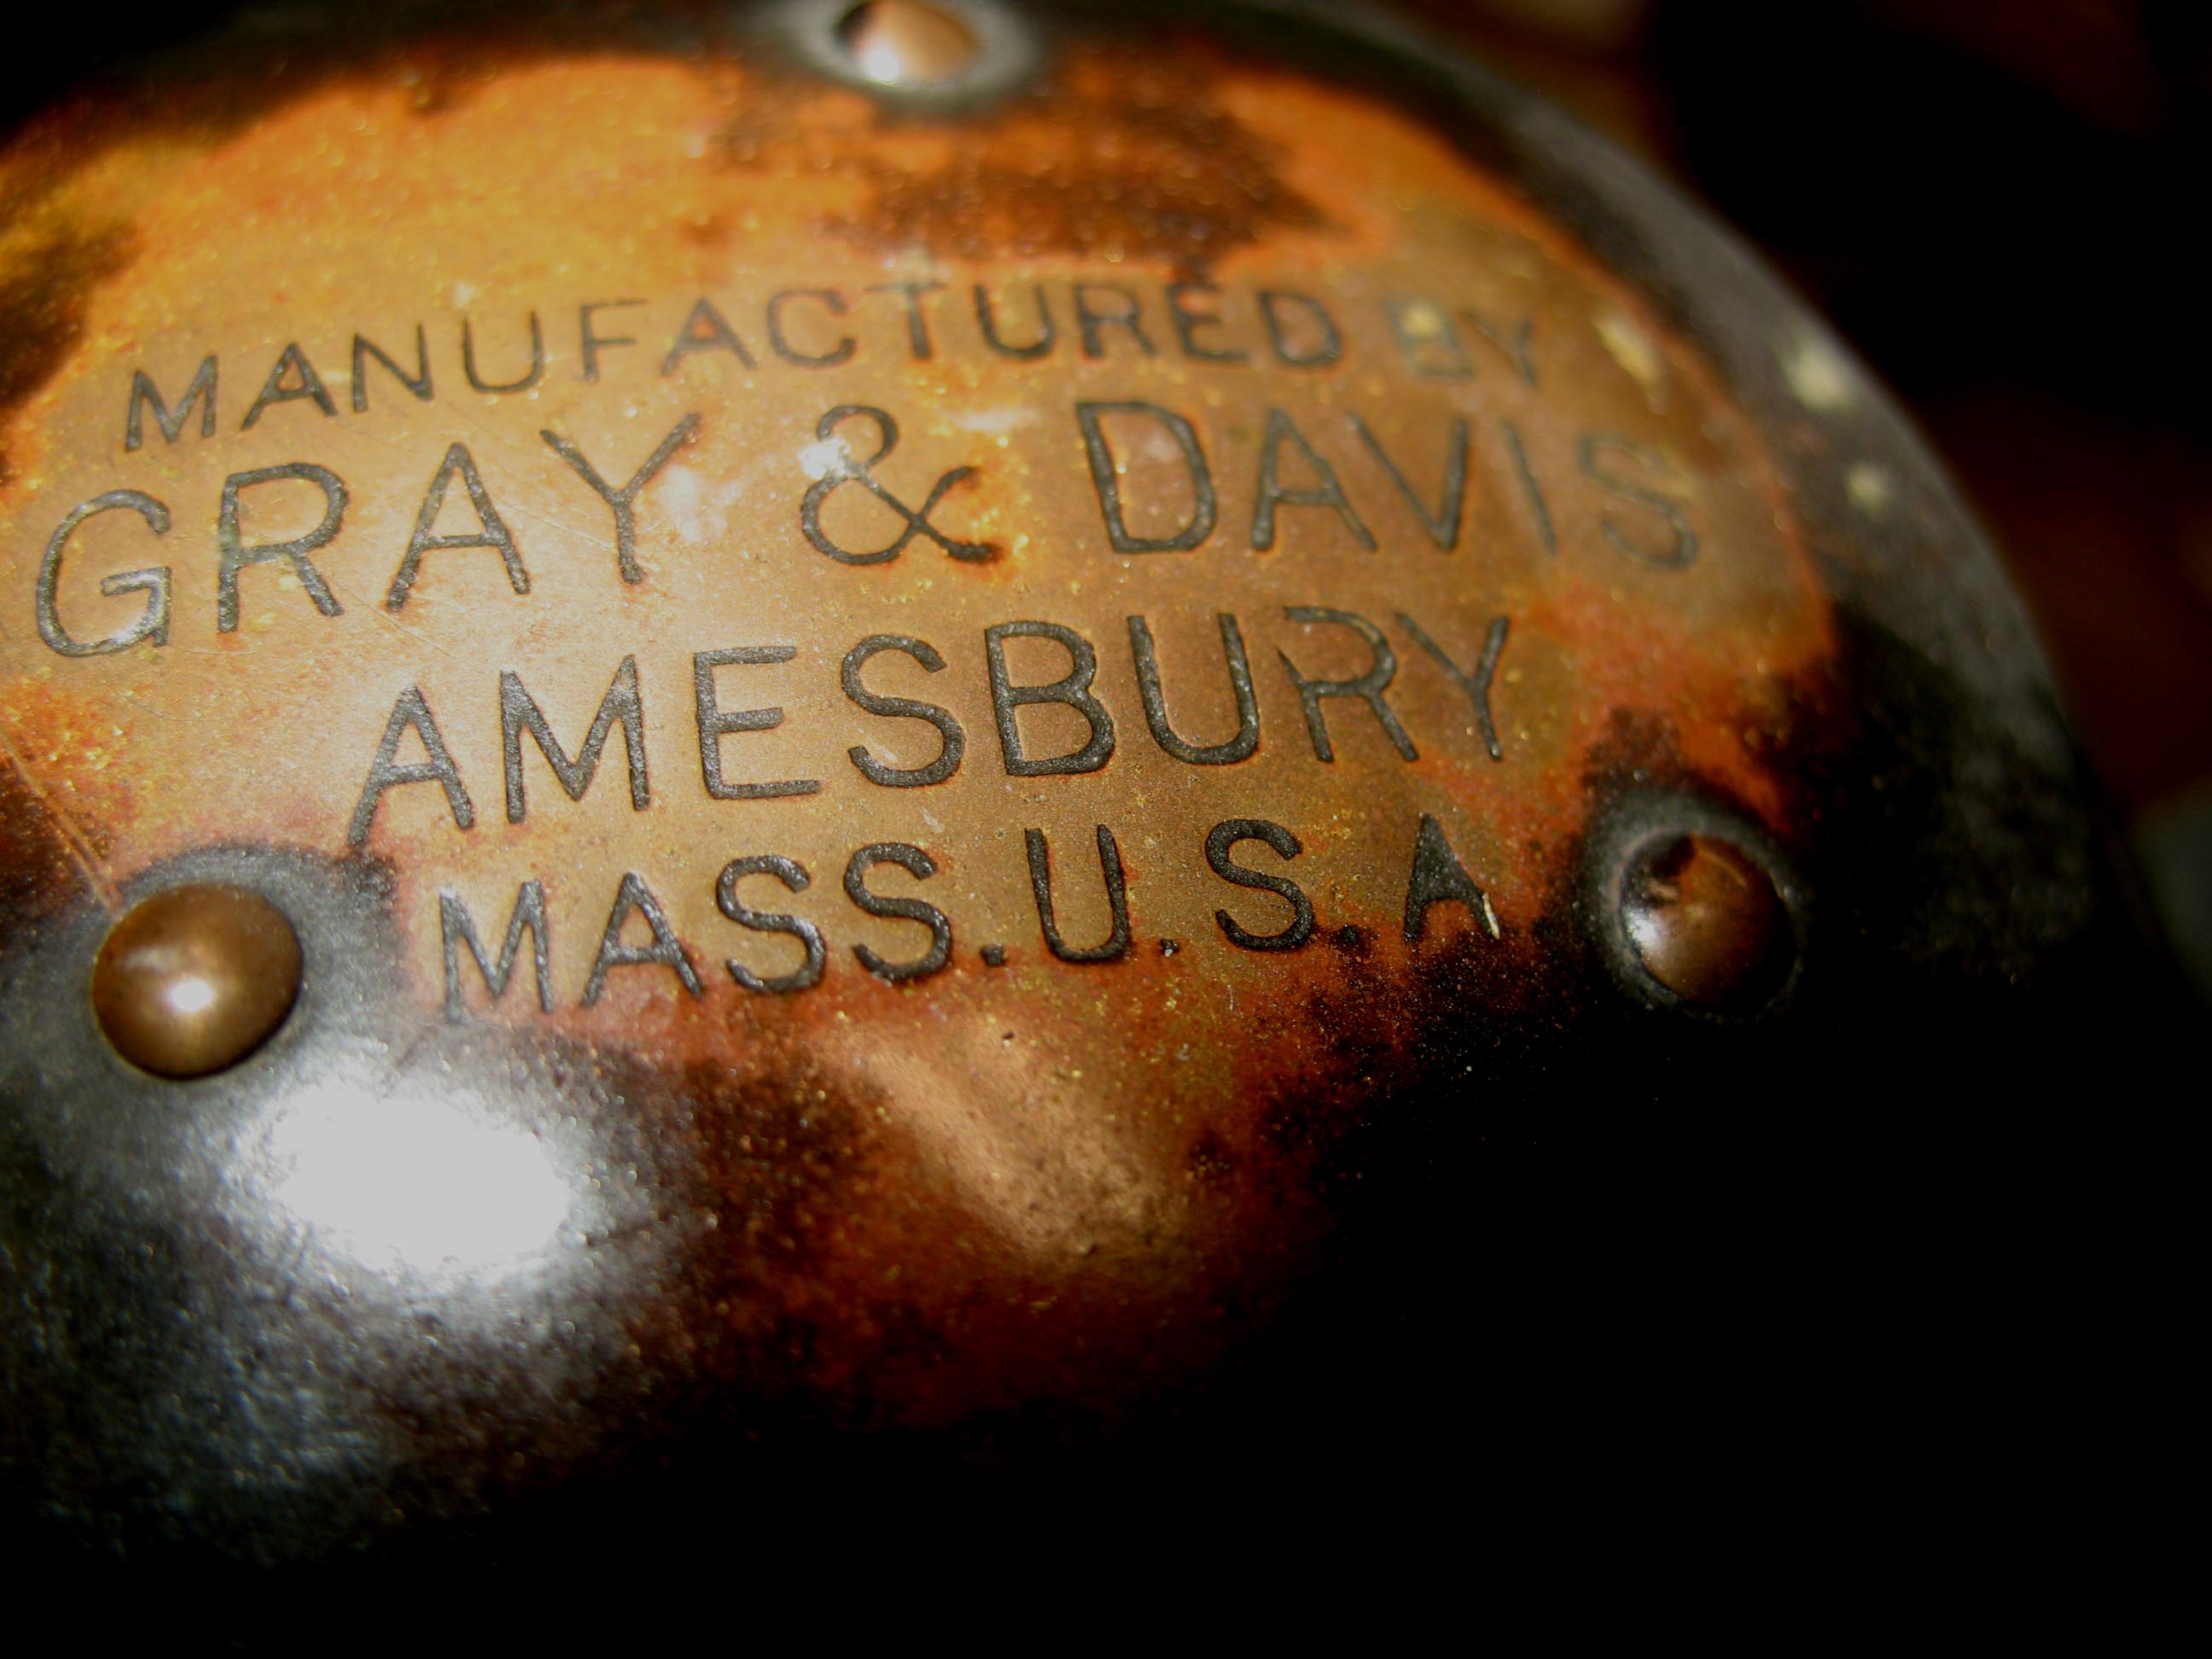 MANUFACTURED BY
GRAY & DAVIS
AMESBURY
MASS.U.S.A